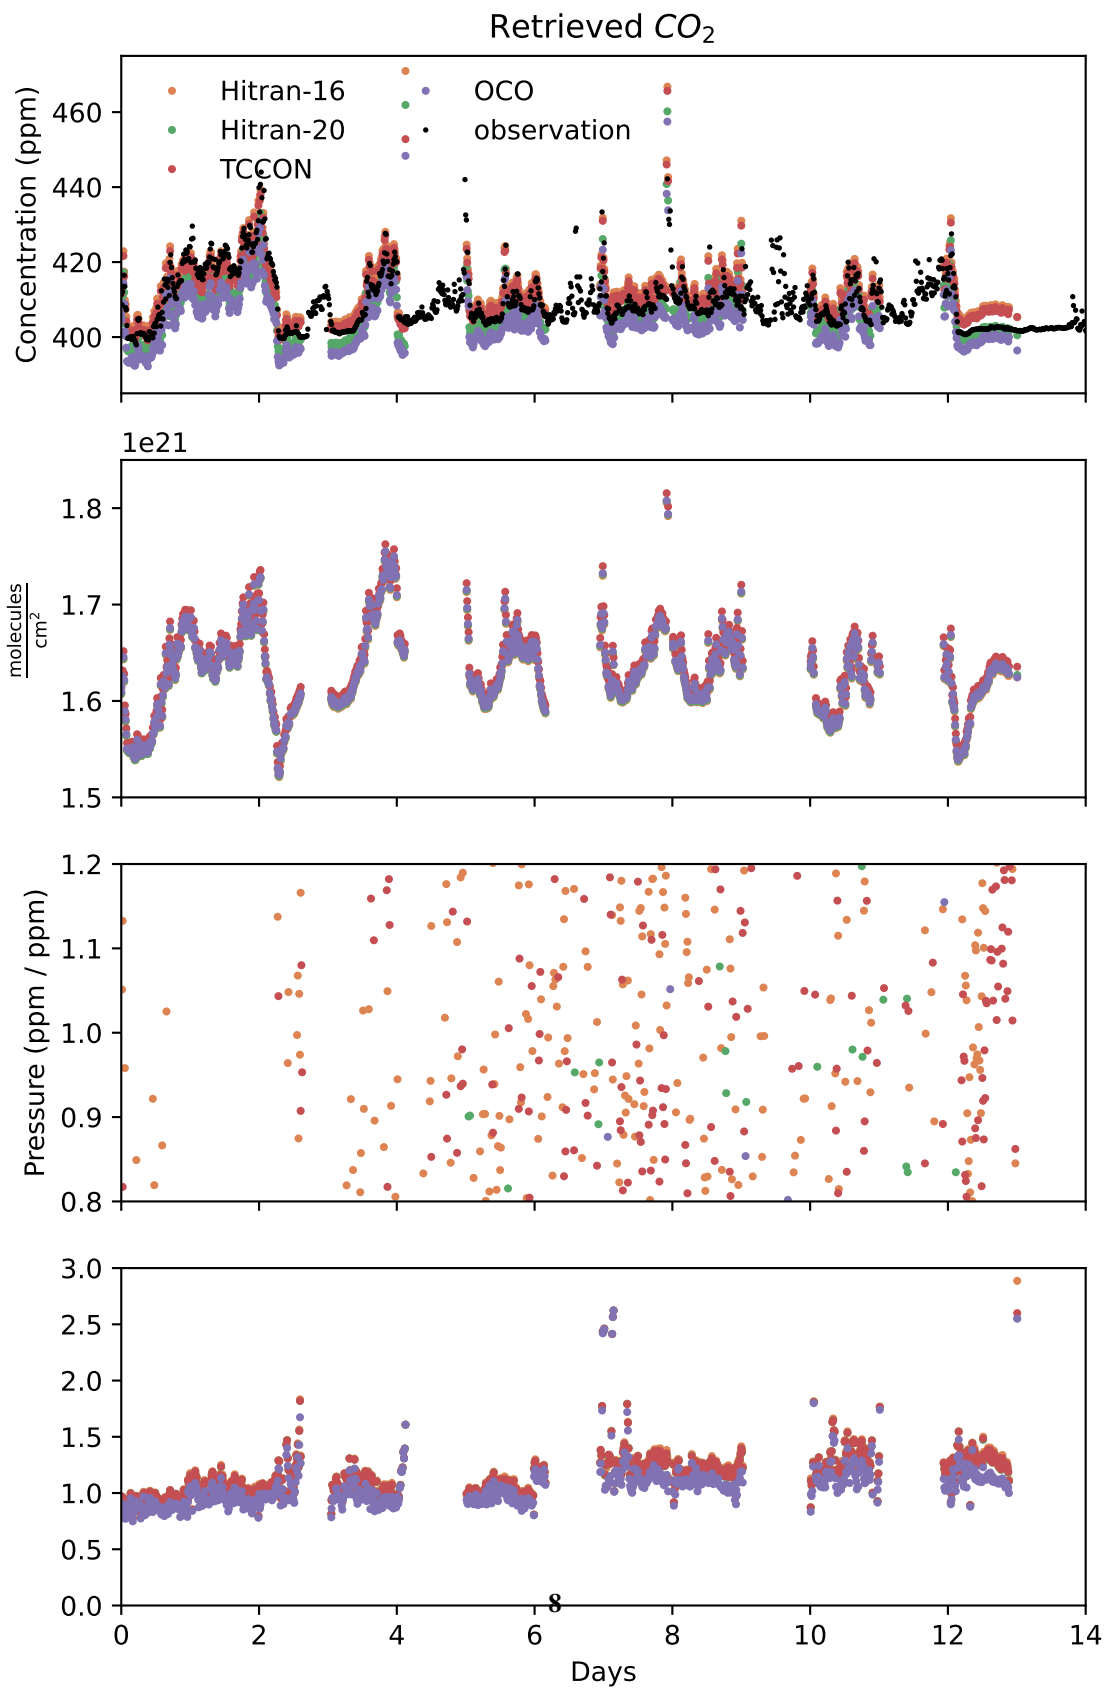 Retrieved CO2
Concentration (ppm)
460
440
420
400
Hitran-16
Hitran-20
TCCON
OCO
observation
1e21
molecules
cm2
1.8
1.7
1.6
1.5
Pressure (ppm / ppm)
1.2
1.1
1.0
0.9
0.8
3.0
2.5
2.0
1.5
1.0
0.5
0.0
8
0 2 4 6 8 10 12 14
Days